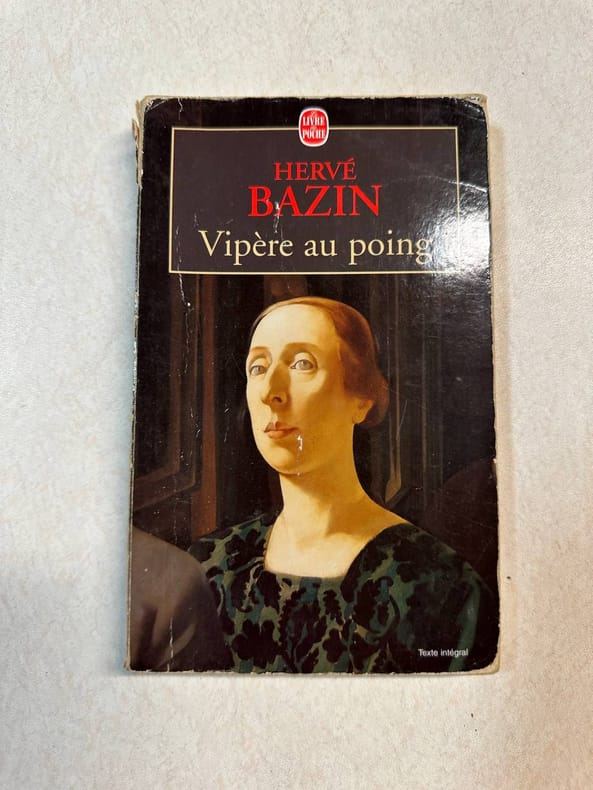 LE
LIVRE
DE
POCHE
HERVÉ
BAZIN
Vipère au poing
Texte intégral